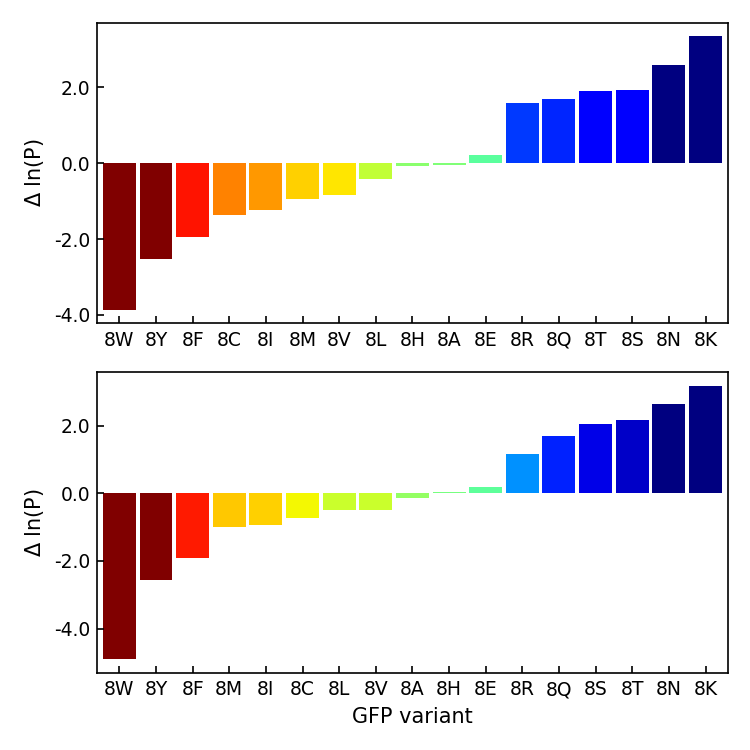 Δ ln(P)
2.0
0.0
-2.0
-4.0
8W 8Y 8F 8C 8I 8M 8V 8L 8H 8A 8E 8R 8Q 8T 8S 8N 8K
Δ ln(P)
2.0
0.0
-2.0
-4.0
8W 8Y 8F 8M 8I 8C 8L 8V 8A 8H 8E 8R 8Q 8S 8T 8N 8K
GFP variant